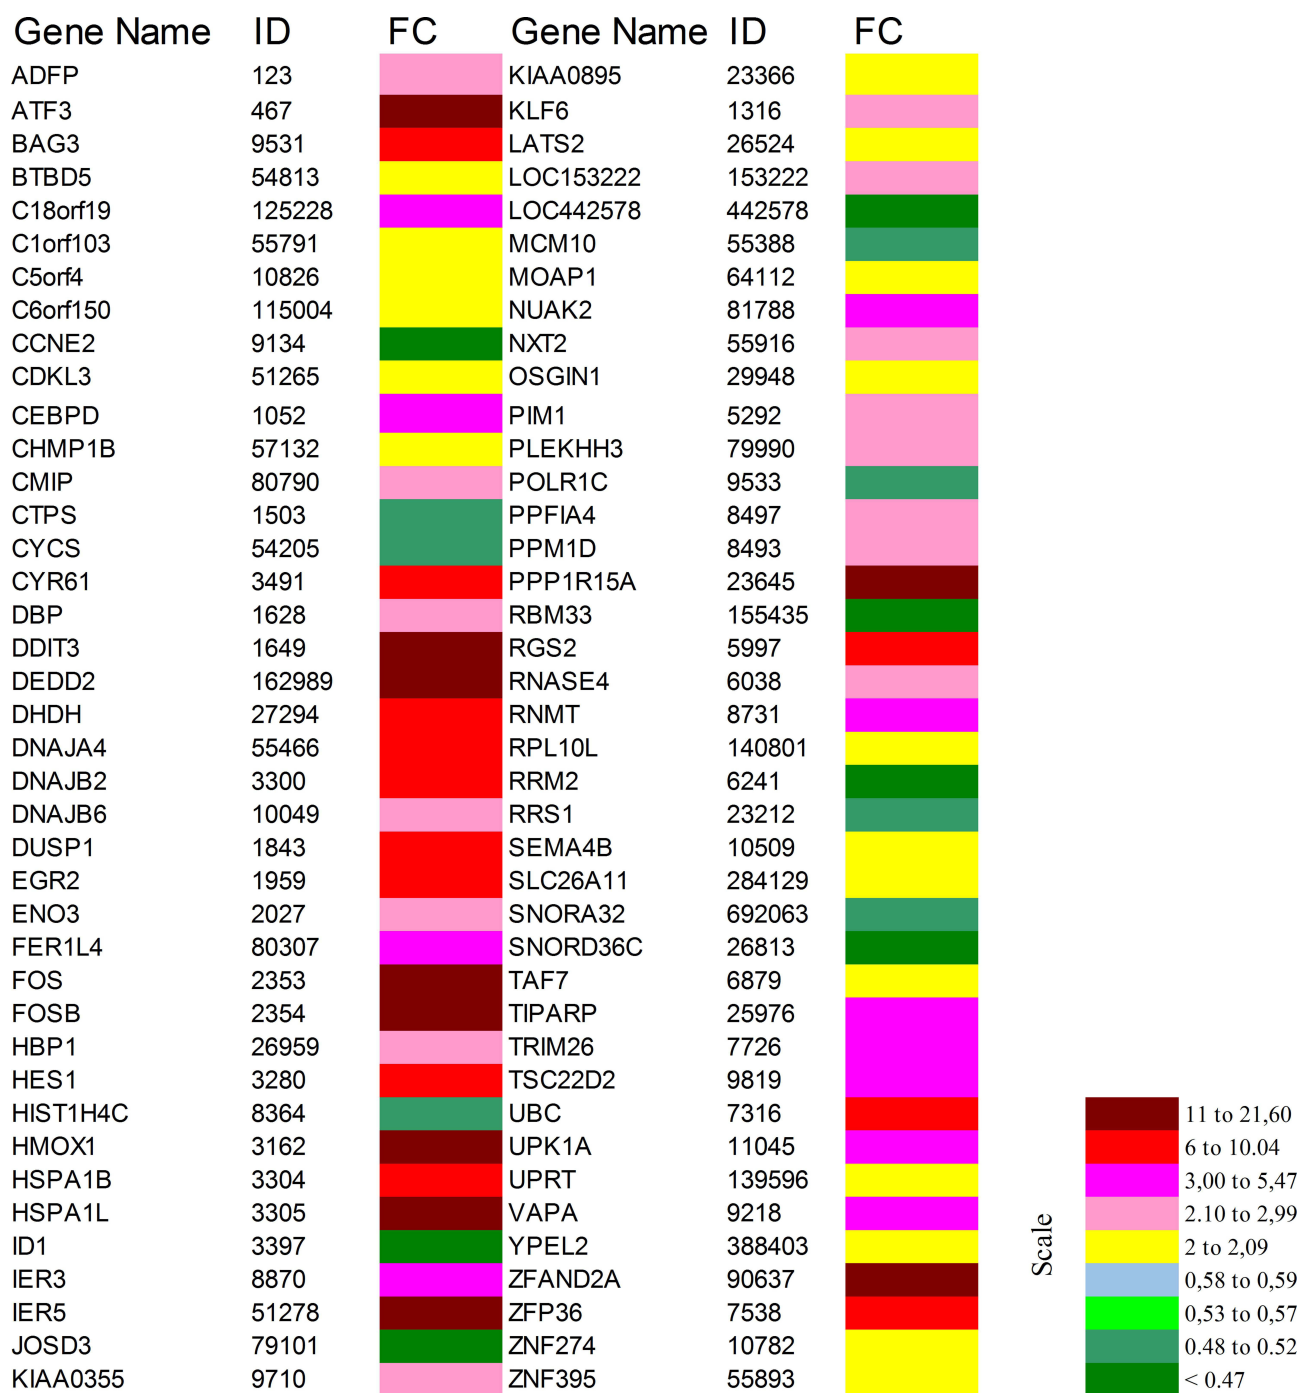 Gene Name ID FC Gene Name ID FC
ADFP 123 KIAA0895 23366
ATF3 467 KLF6 1316
BAG3 9531 LATS2 26524
BTBD5 54813 LOC153222 153222
C18orf19 125228 LOC442578 442578
C1orf103 55791 MCM10 55388
C5orf4 10826 MOAP1 64112
C6orf150 115004 NUAK2 81788
CCNE2 9134 NXT2 55916
CDKL3 51265 OSGIN1 29948
CEBPD 1052 PIM1 5292
CHMP1B 57132 PLEKHH3 79990
CMIP 80790 POLR1C 9533
CTPS 1503 PPFIA4 8497
CYCS 54205 PPM1D 8493
CYR61 3491 PPP1R15A 23645
DBP 1628 RBM33 155435
DDIT3 1649 RGS2 5997
DEDD2 162989 RNASE4 6038
DHDH 27294 RNMT 8731
DNAJA4 55466 RPL10L 140801
DNAJB2 3300 RRM2 6241
DNAJB6 10049 RRS1 23212
DUSP1 1843 SEMA4B 10509
EGR2 1959 SLC26A11 284129
ENO3 2027 SNORA32 692063
FER1L4 80307 SNORD36C 26813
FOS 2353 TAF7 6879
FOSB 2354 TIPARP 25976
HBP1 26959 TRIM26 7726
HES1 3280 TSC22D2 9819
HIST1H4C 8364 UBC 7316
HMOX1 3162 UPK1A 11045
HSPA1B 3304 UPRT 139596
HSPA1L 3305 VAPA 9218
ID1 3397 YPEL2 388403
IER3 8870 ZFAND2A 90637
IER5 51278 ZFP36 7538
JOSD3 79101 ZNF274 10782
KIAA0355 9710 ZNF395 55893
Scale
11 to 21,60
6 to 10.04
3,00 to 5,47
2.10 to 2,99
2 to 2,09
0,58 to 0,59
0,53 to 0,57
0.48 to 0.52
< 0.47